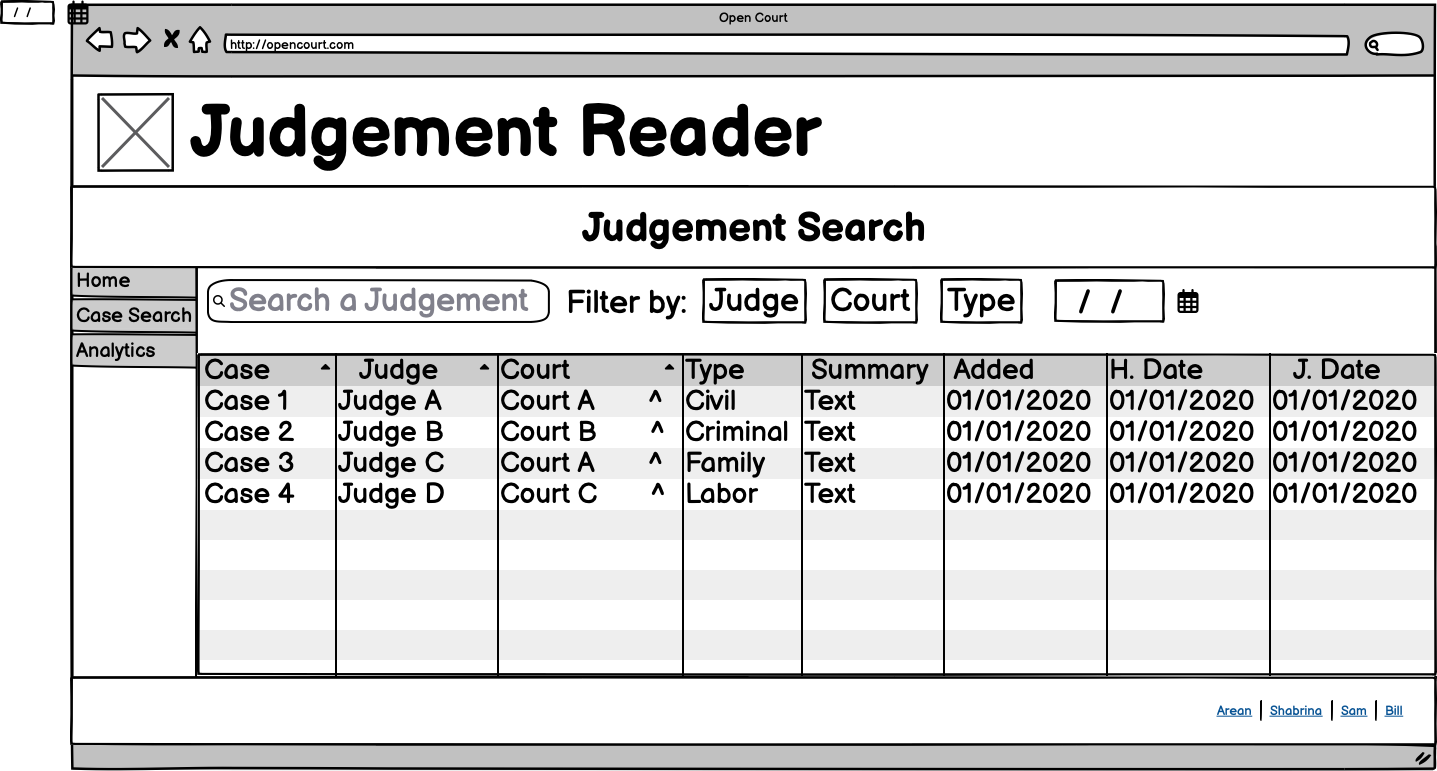 / /
Open Court
http://opencourt.com
Judgement Reader
Judgement Search
Home
Case Search
Analytics
Search a Judgement Filter by: Judge Court Type / /
Case Judge Court Type Summary Added H. Date J. Date
Case 1 Judge A Court A ^ Civil Text 01/01/2020 01/01/2020 01/01/2020
Case 2 Judge B Court B ^ Criminal Text 01/01/2020 01/01/2020 01/01/2020
Case 3 Judge C Court A ^ Family Text 01/01/2020 01/01/2020 01/01/2020
Case 4 Judge D Court C ^ Labor Text 01/01/2020 01/01/2020 01/01/2020
Arean | Shabrina | Sam | Bill